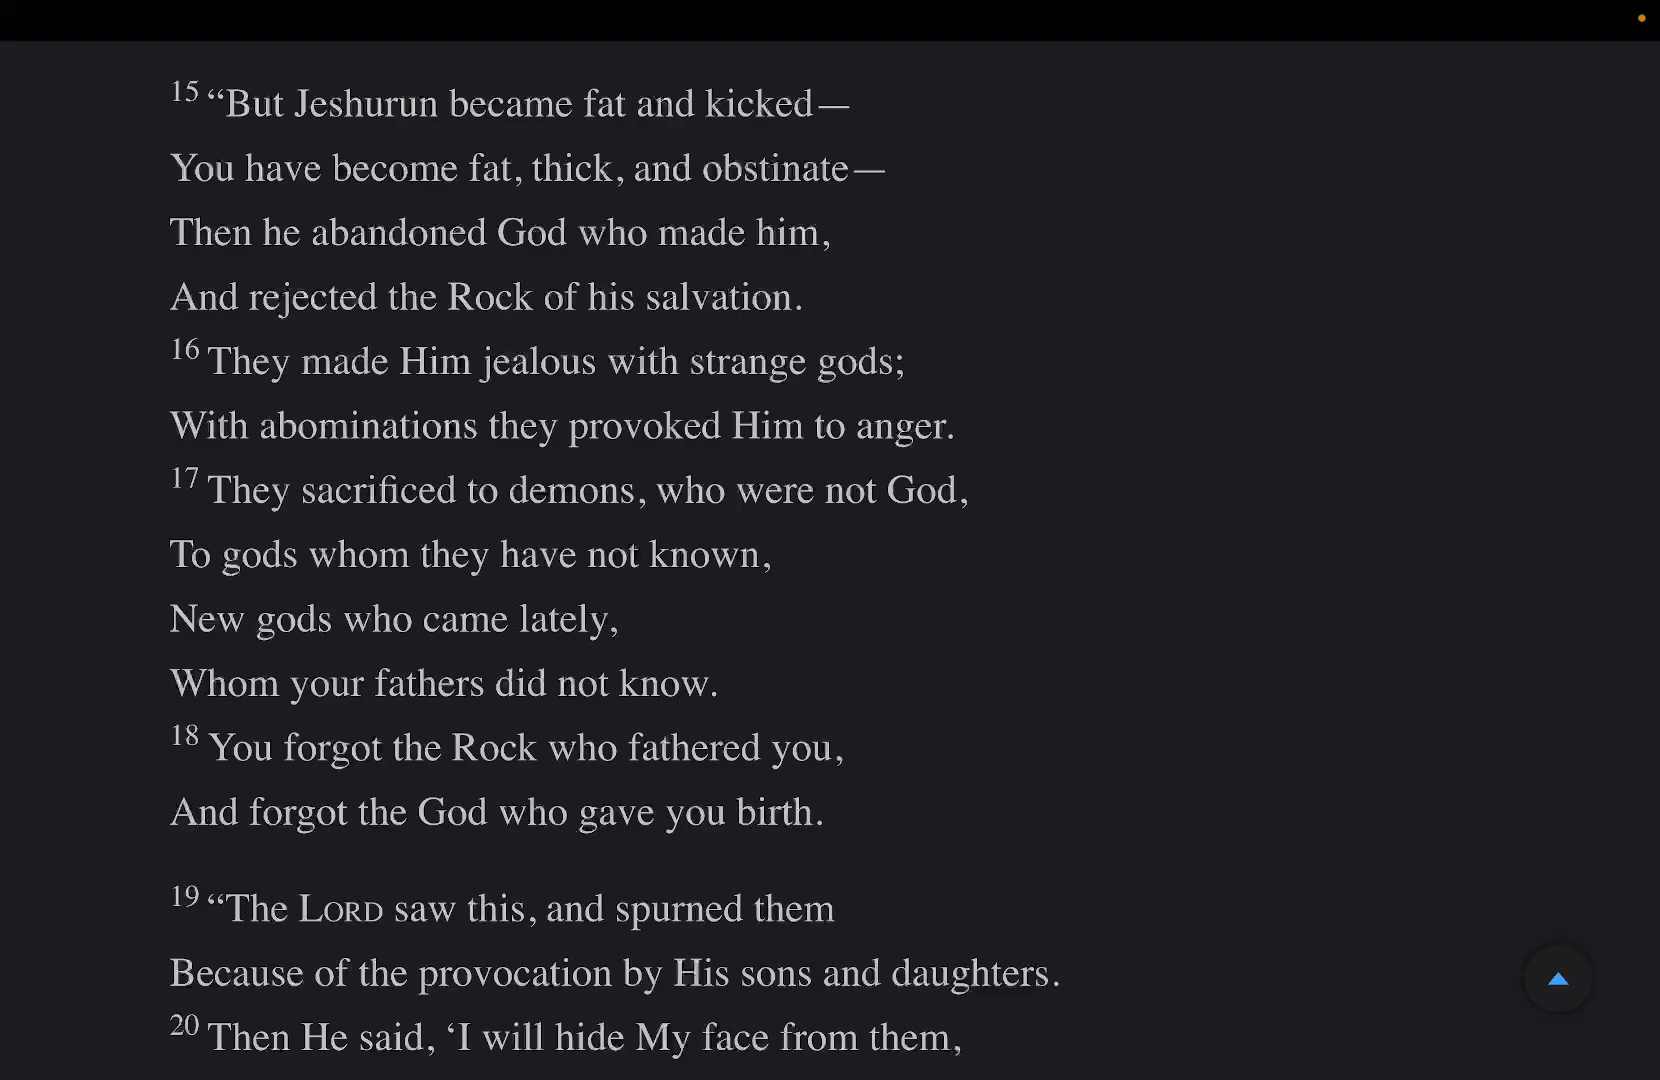 15 “But Jeshurun became fat and kicked—
You have become fat, thick, and obstinate—
Then he abandoned God who made him,
And rejected the Rock of his salvation.
16 They made Him jealous with strange gods;
With abominations they provoked Him to anger.
17 They sacrificed to demons, who were not God,
To gods whom they have not known,
New gods who came lately,
Whom your fathers did not know.
18 You forgot the Rock who fathered you,
And forgot the God who gave you birth.
19 “The LORD saw this, and spurned them
Because of the provocation by His sons and daughters.
20 Then He said, ‘I will hide My face from them,